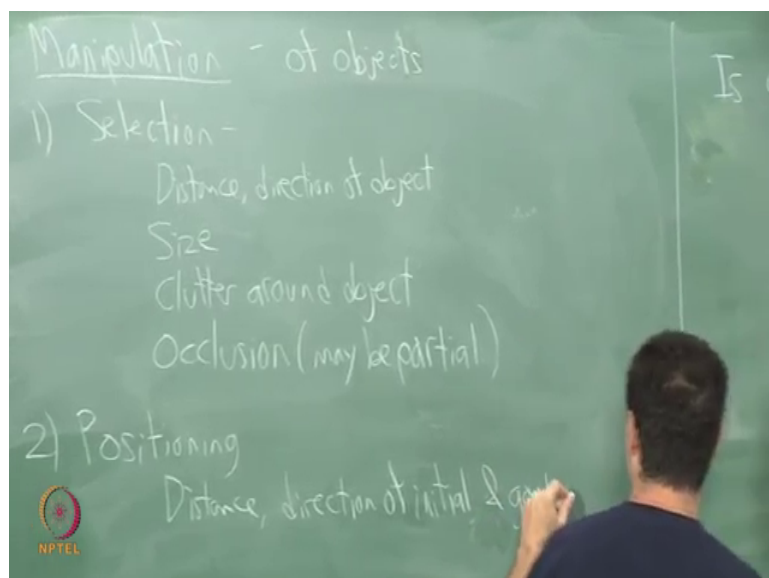 Manipulation - of objects
1) Selection -
Distance, direction of object
Size
Clutter around object
Occlusion (may be partial)
2) Positioning
Distance, direction of initial &
Is
NPTEL